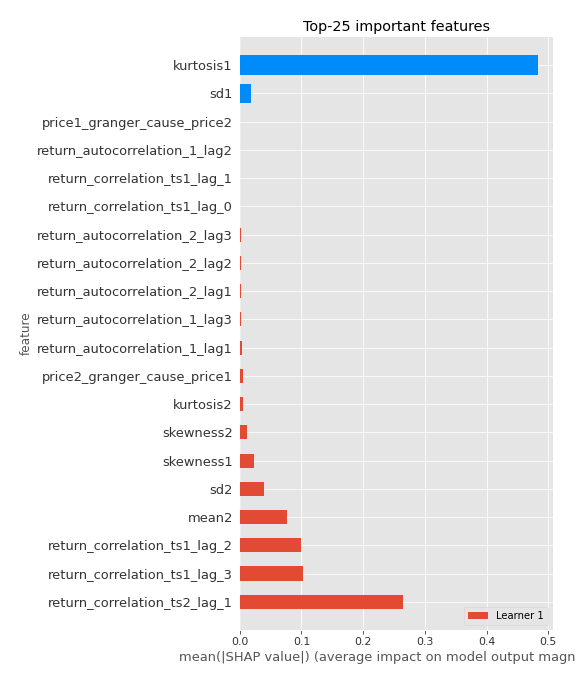 Top-25 important features
kurtosis1
sd1
price1_granger_cause_price2
return_autocorrelation_1_lag2
return_correlation_ts1_lag_1
return_correlation_ts1_lag_0
return_autocorrelation_2_lag3
return_autocorrelation_2_lag2
return_autocorrelation_2_lag1
return_autocorrelation_1_lag3
return_autocorrelation_1_lag1
price2_granger_cause_price1
kurtosis2
skewness2
skewness1
sd2
mean2
return_correlation_ts1_lag_2
return_correlation_ts1_lag_3
return_correlation_ts2_lag_1
feature
Learner 1
0.0 0.1 0.2 0.3 0.4 0.5
mean(|SHAP value|) (average impact on model output magn